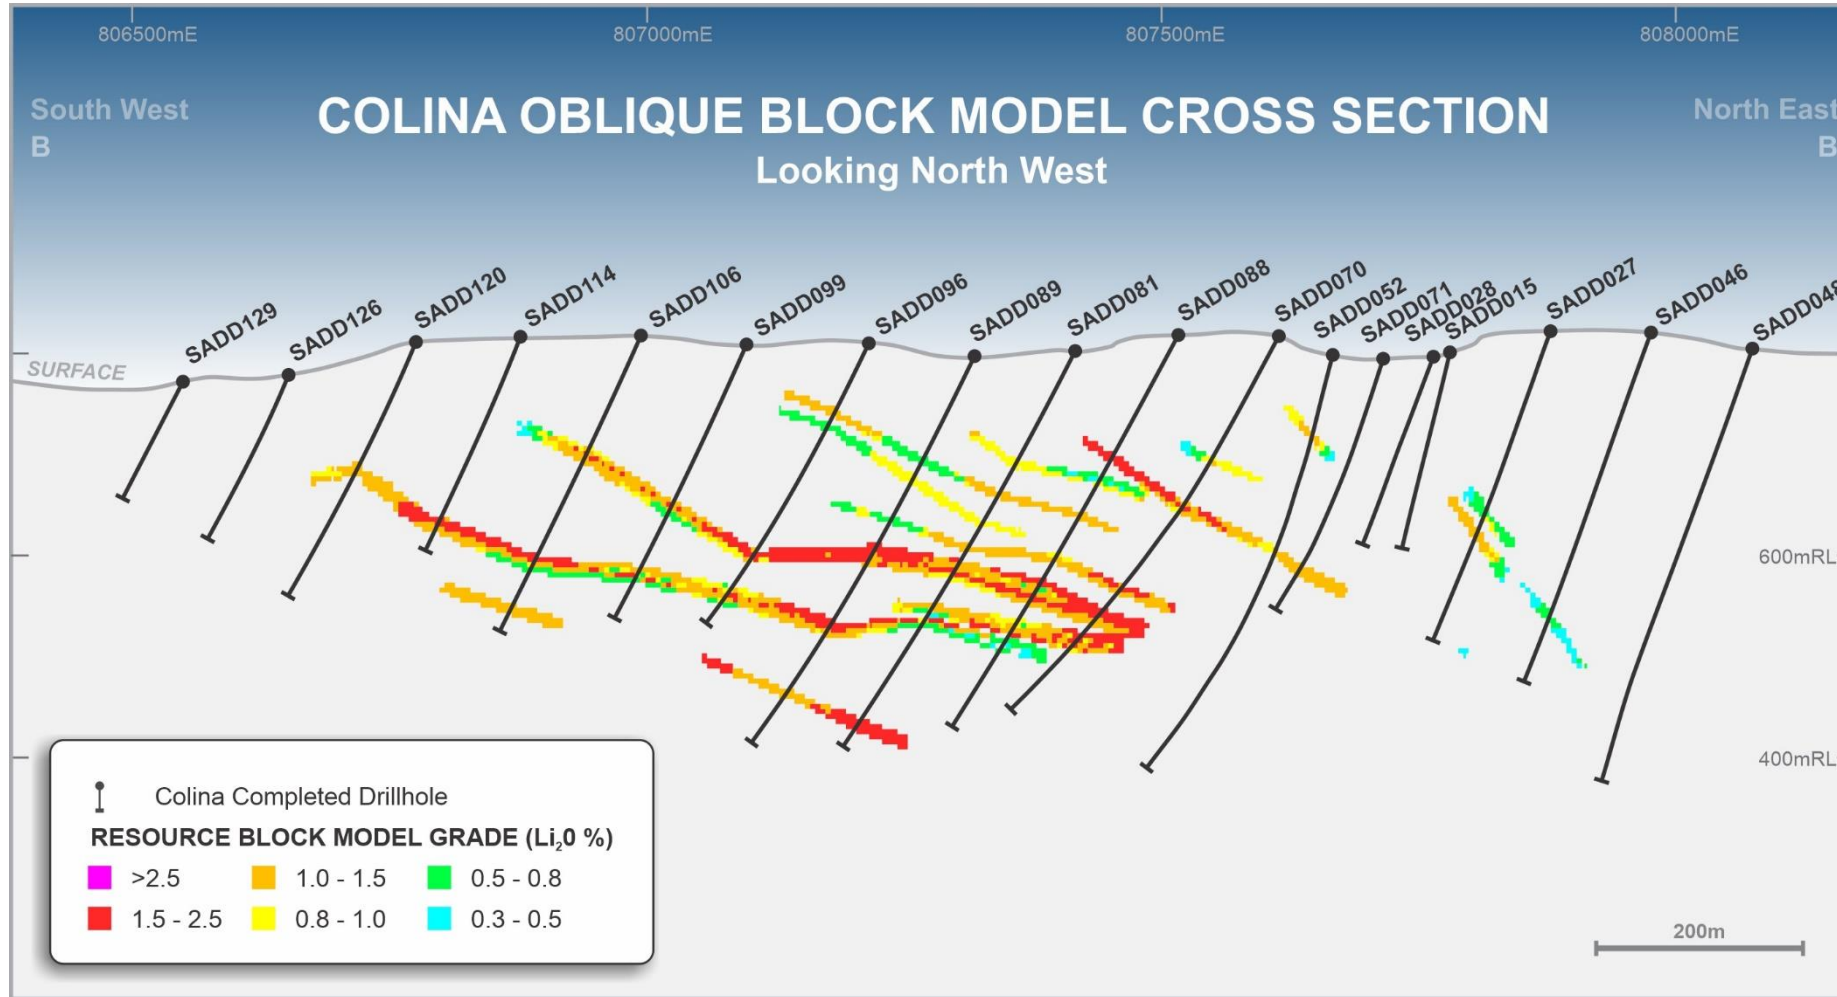 806500mE
807000mE
807500mE
808000mE
South West
B
COLINA OBLIQUE BLOCK MODEL CROSS SECTION
Looking North West
North East
B
SADD129
SADD126
SADD120
SADD114
SADD106
SADD099
SADD096
SADD089
SADD081
SADD088
SADD070
SADD052
SADD071
SADD028
SADD015
SADD027
SADD046
SADD048
SURFACE
600mRL
400mRL
Colina Completed Drillhole
RESOURCE BLOCK MODEL GRADE (Li₂0 %)
>2.5
1.0 - 1.5
0.5 - 0.8
1.5 - 2.5
0.8 - 1.0
0.3 - 0.5
200m